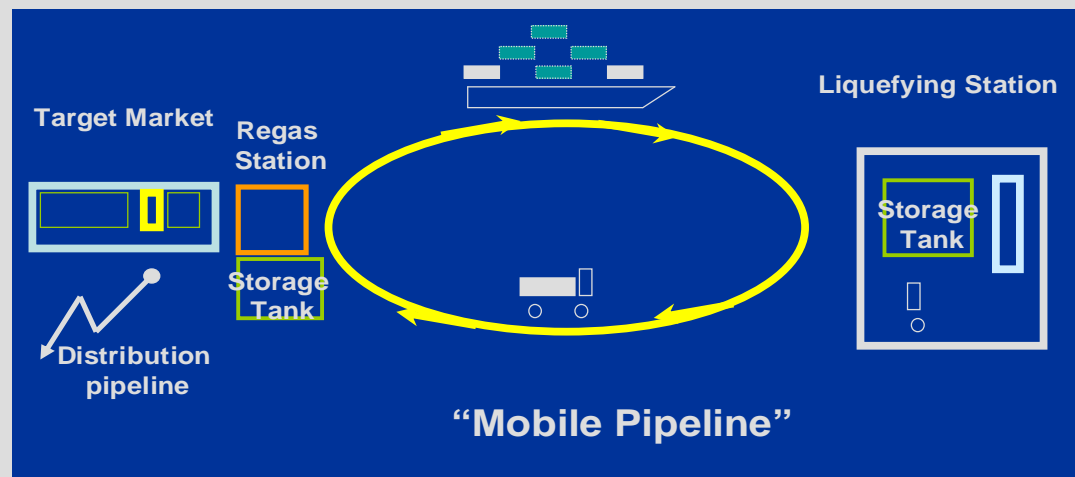 Target Market
Regas
Station
Storage
Tank
Distribution
pipeline
Liquefying Station
Storage
Tank
“Mobile Pipeline”